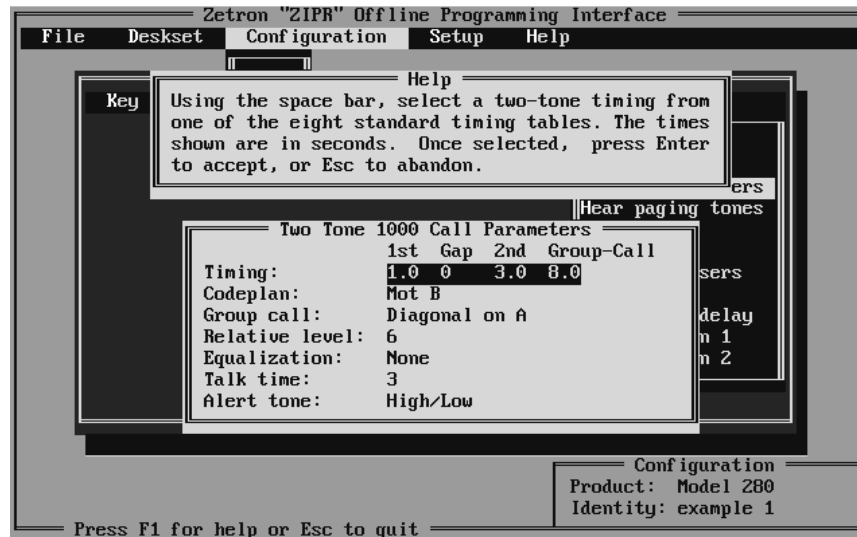 Zetron "ZIPR" Offline Programming Interface
File Deskset Configuration Setup Help
Help
Key
Using the space bar, select a two-tone timing from
one of the eight standard timing tables. The times
shown are in seconds. Once selected, press Enter
to accept, or Esc to abandon.
ers
Hear paging tones
Two Tone 1000 Call Parameters
1st Gap 2nd Group-Call
Timing: 1.0 0 3.0 8.0
sers
Codeplan: Mot B
Group call: Diagonal on A
delay
Relative level: 6
n 1
Equalization: None
n 2
Talk time: 3
Alert tone: High/Low
Configuration
Product: Model 280
Identity: example 1
Press F1 for help or Esc to quit